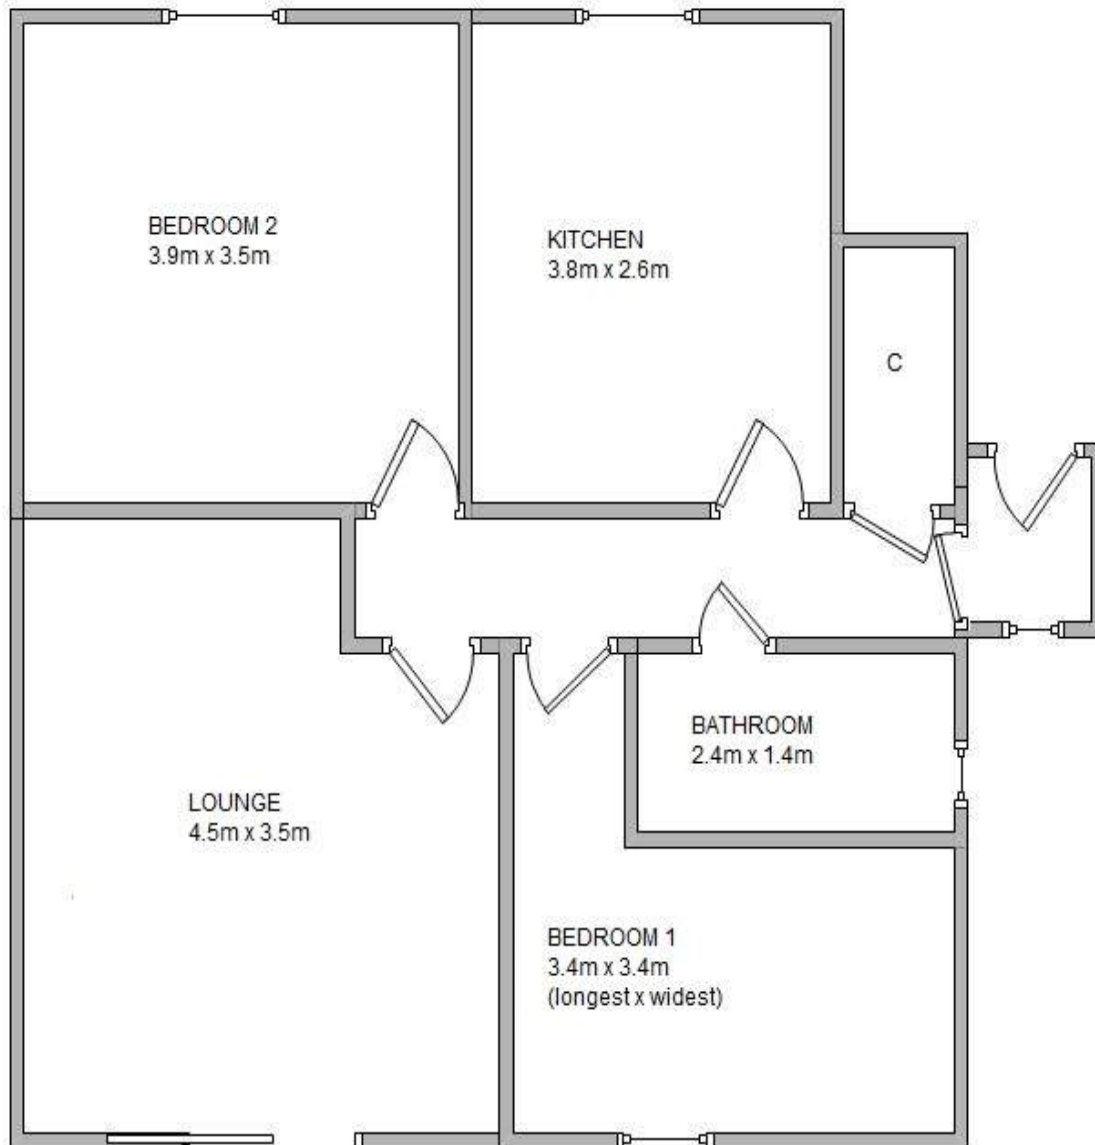 BEDROOM 2
3.9m x 3.5m
KITCHEN
3.8m x 2.6m
C
BATHROOM
2.4m x 1.4m
LOUNGE
4.5m x 3.5m
BEDROOM 1
3.4m x 3.4m
(longest x widest)